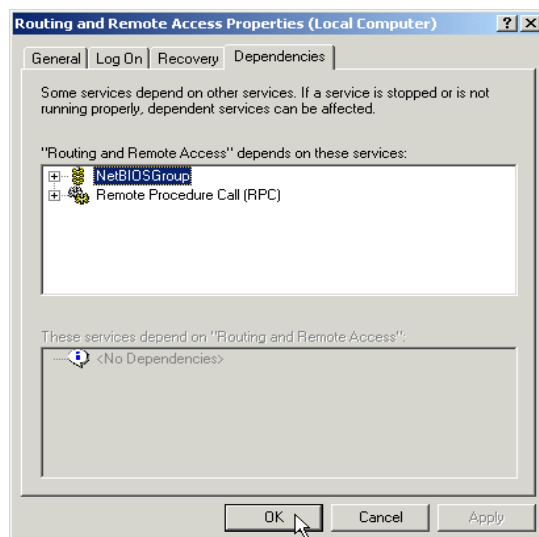 Routing and Remote Access Properties (Local Computer)
General Log On Recovery Dependencies
Some services depend on other services. If a service is stopped or is not
running properly, dependent services can be affected.
"Routing and Remote Access" depends on these services:
NetBIOSGroup
Remote Procedure Call (RPC)
These services depend on "Routing and Remote Access":
<No Dependencies>
OK Cancel Apply